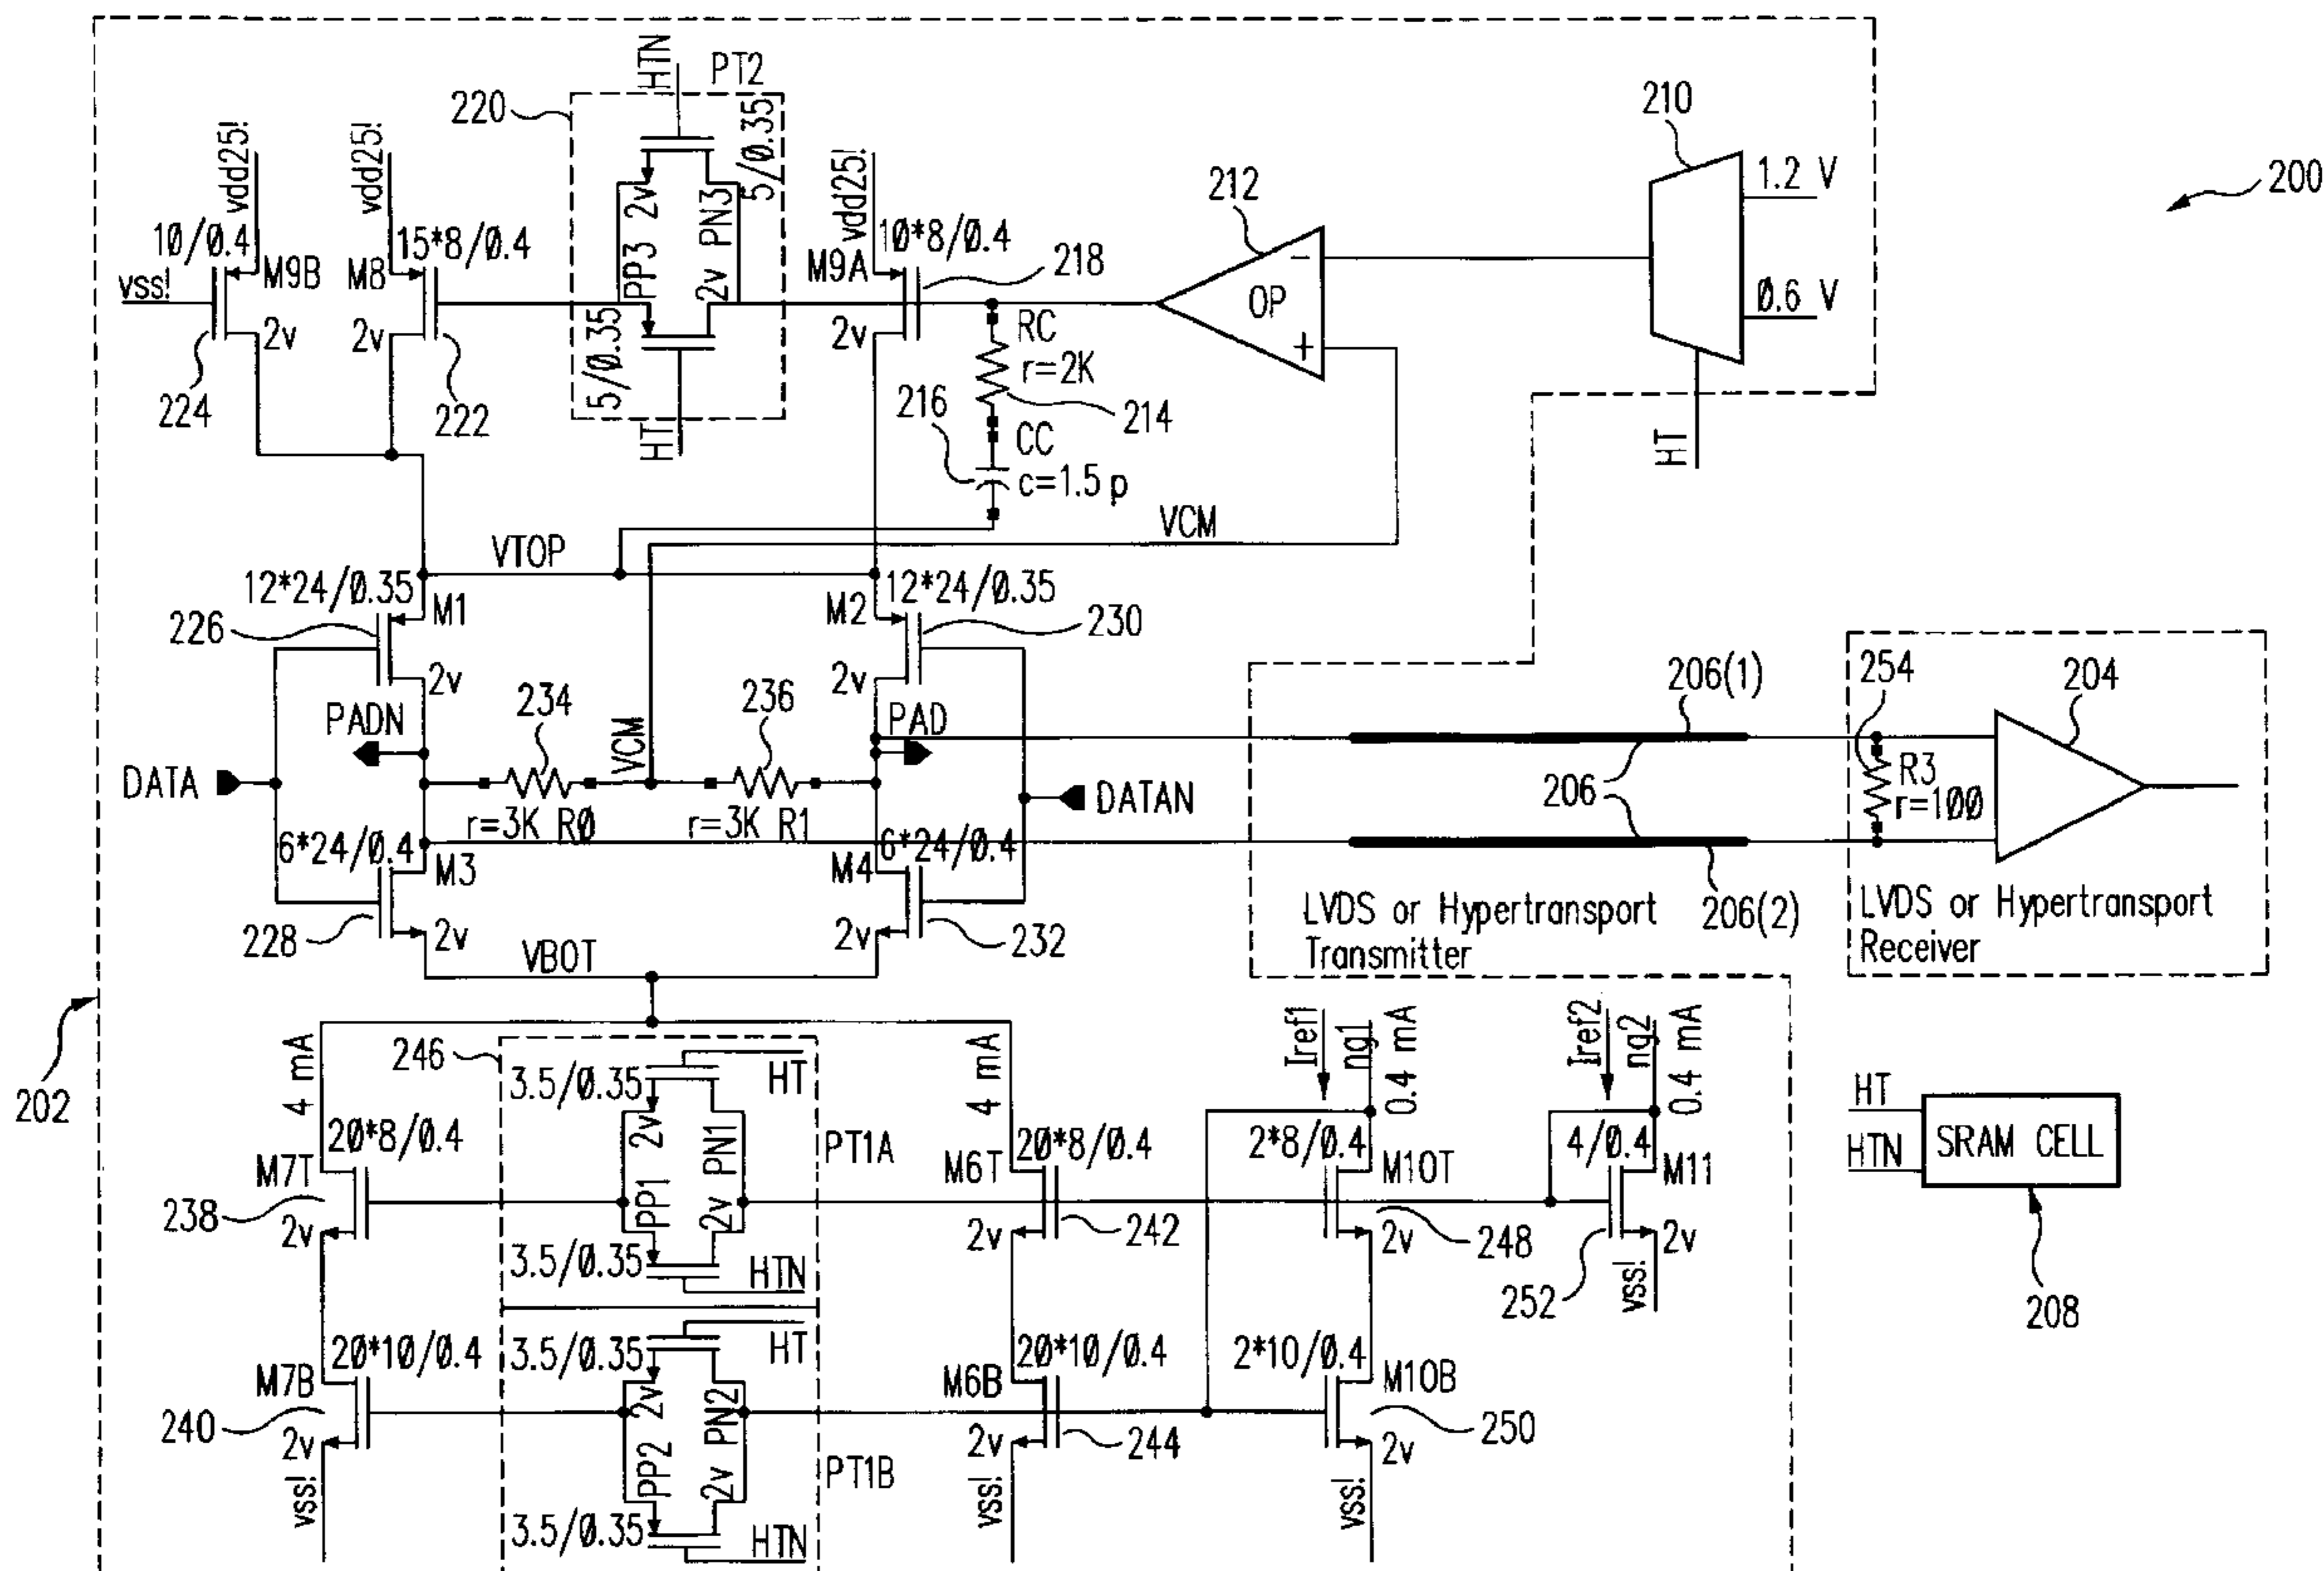 HTN
PT2
220
5/0.35
210
1.2 V
200
vdd25!
vdd25!
vdd25!
10/0.4
15*8/0.4
PP3 2v
2v PN3
10*8/0.4
212
vss!
M9B
M8
M9A
218
OP
-
+
0.6 V
2v
2v
2v
5/0.35
RC
r=2K
224
222
216
214
HT
CC
c=1.5 p
HT
VTOP
VCM
12*24/0.35
M1
M2
12*24/0.35
226
230
2v
2v
234
236
206(1)
254
204
PADN
VCM
PAD
DATA
DATAN
206
R3
r=100
r=3K R0
r=3K R1
6*24/0.4
M3
M4
6*24/0.4
228
2v
2v
232
LVDS or Hypertransport
Transmitter
206(2)
LVDS or Hypertransport
Receiver
VBOT
202
4 mA
246
3.5/0.35
HT
4 mA
Iref1
ng1
0.4 mA
Iref2
ng2
0.4 mA
HT
HTN
SRAM CELL
208
20*8/0.4
2v
PN1
PT1A
20*8/0.4
2*8/0.4
4/0.4
M7T
M6T
M10T
M11
238
2v
PP1
2v
2v
242
2v
248
252
2v
3.5/0.35
HTN
vss!
20*10/0.4
3.5/0.35
HT
20*10/0.4
2*10/0.4
M7B
2v
PN2
M6B
M10B
240
2v
PP2
2v
2v
244
2v
250
PT1B
vss!
3.5/0.35
HTN
vss!
vss!